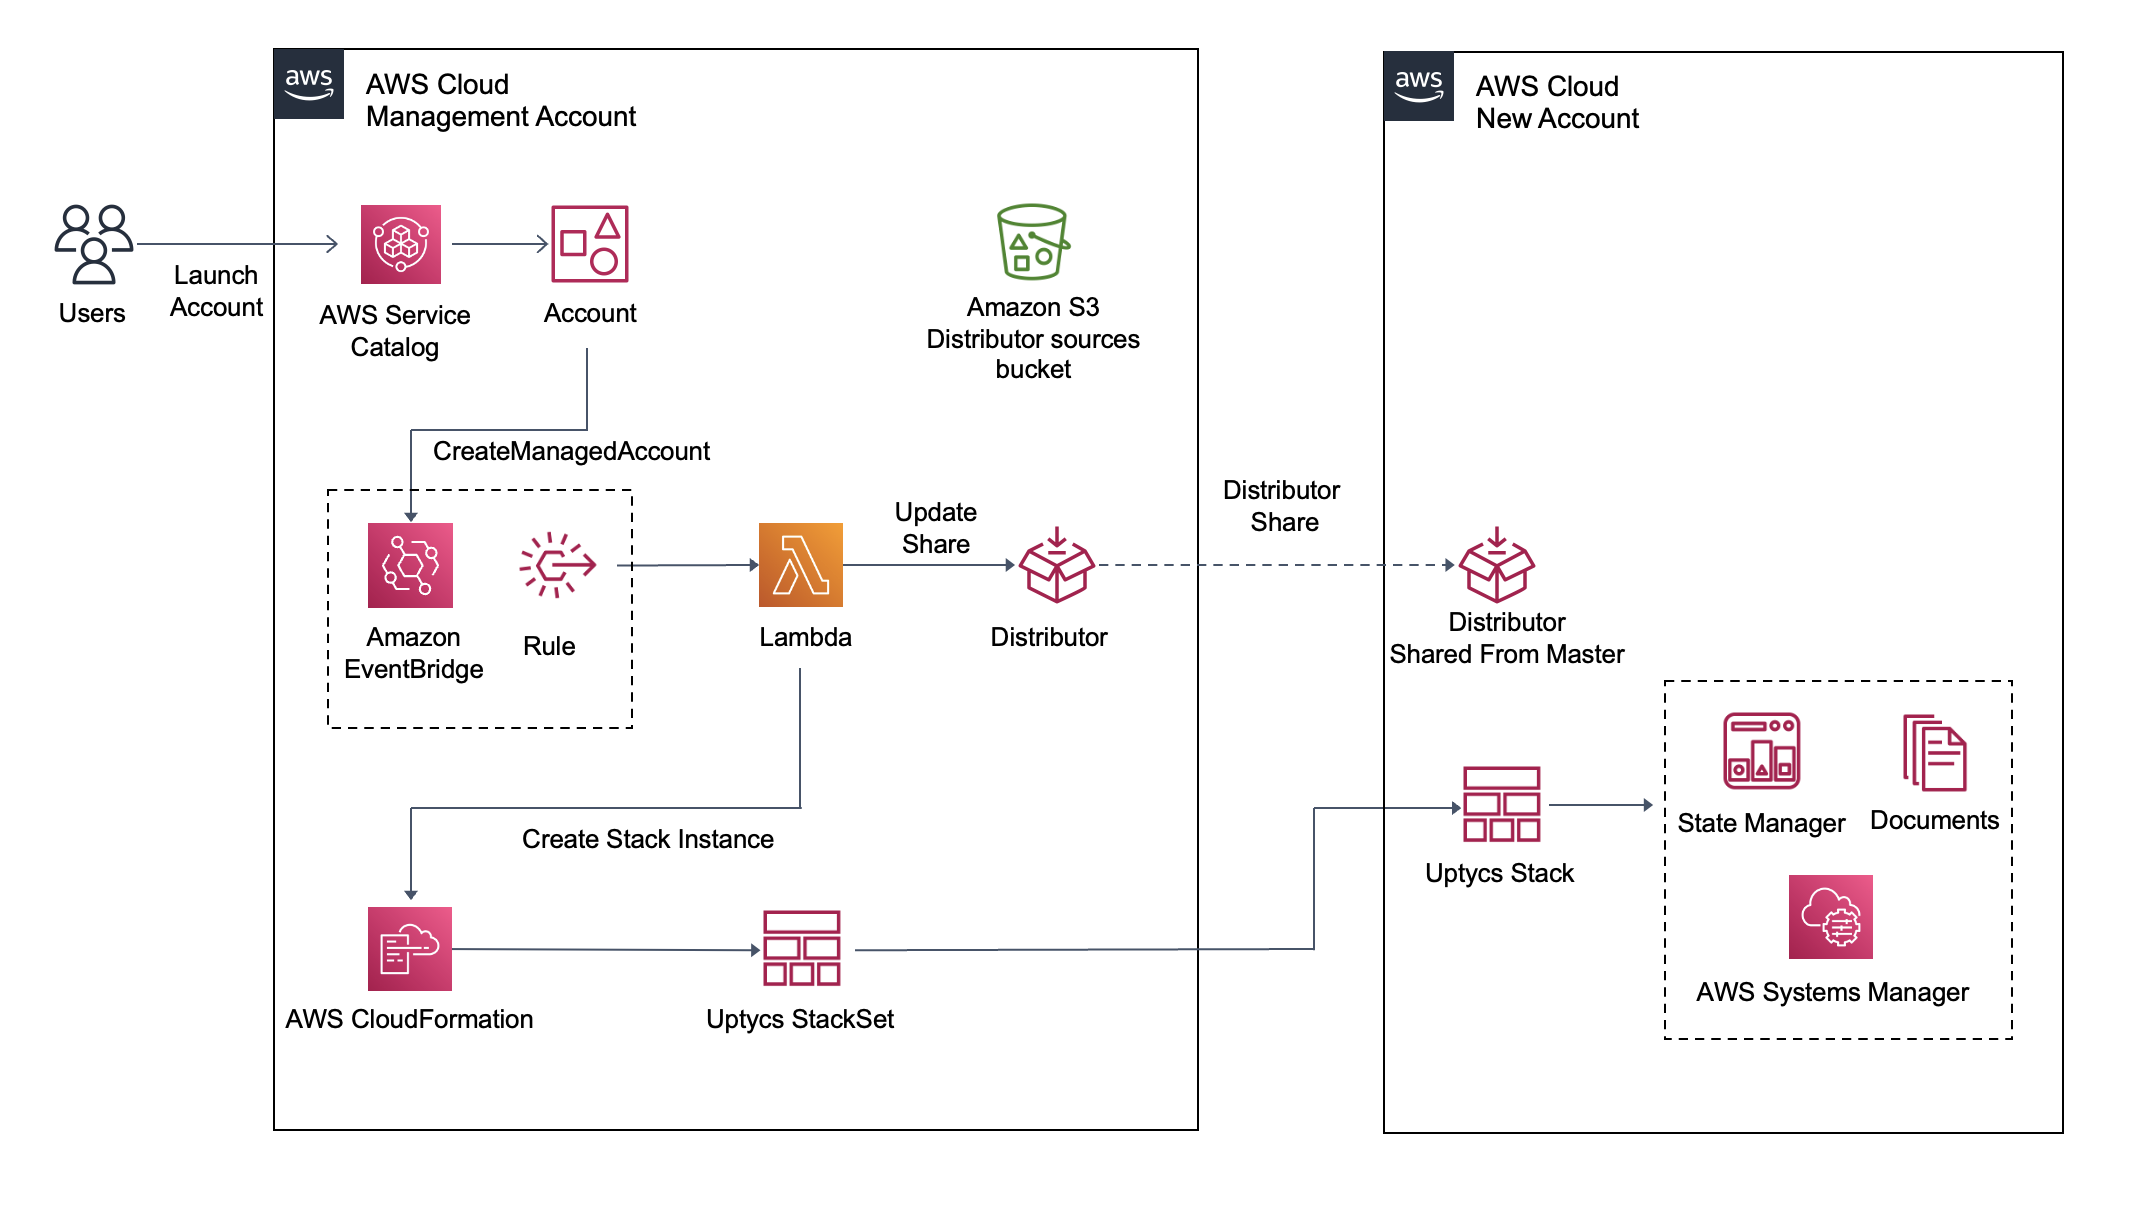 aws
AWS Cloud
Management Account
aws
AWS Cloud
New Account
Users
Launch
Account
AWS Service
Catalog
Account
Amazon S3
Distributor sources
bucket
CreateManagedAccount
Amazon
EventBridge
Rule
Lambda
Update
Share
Distributor
Distributor
Share
Distributor
Shared From Master
Create Stack Instance
AWS CloudFormation
Uptycs StackSet
Uptycs Stack
State Manager
Documents
AWS Systems Manager